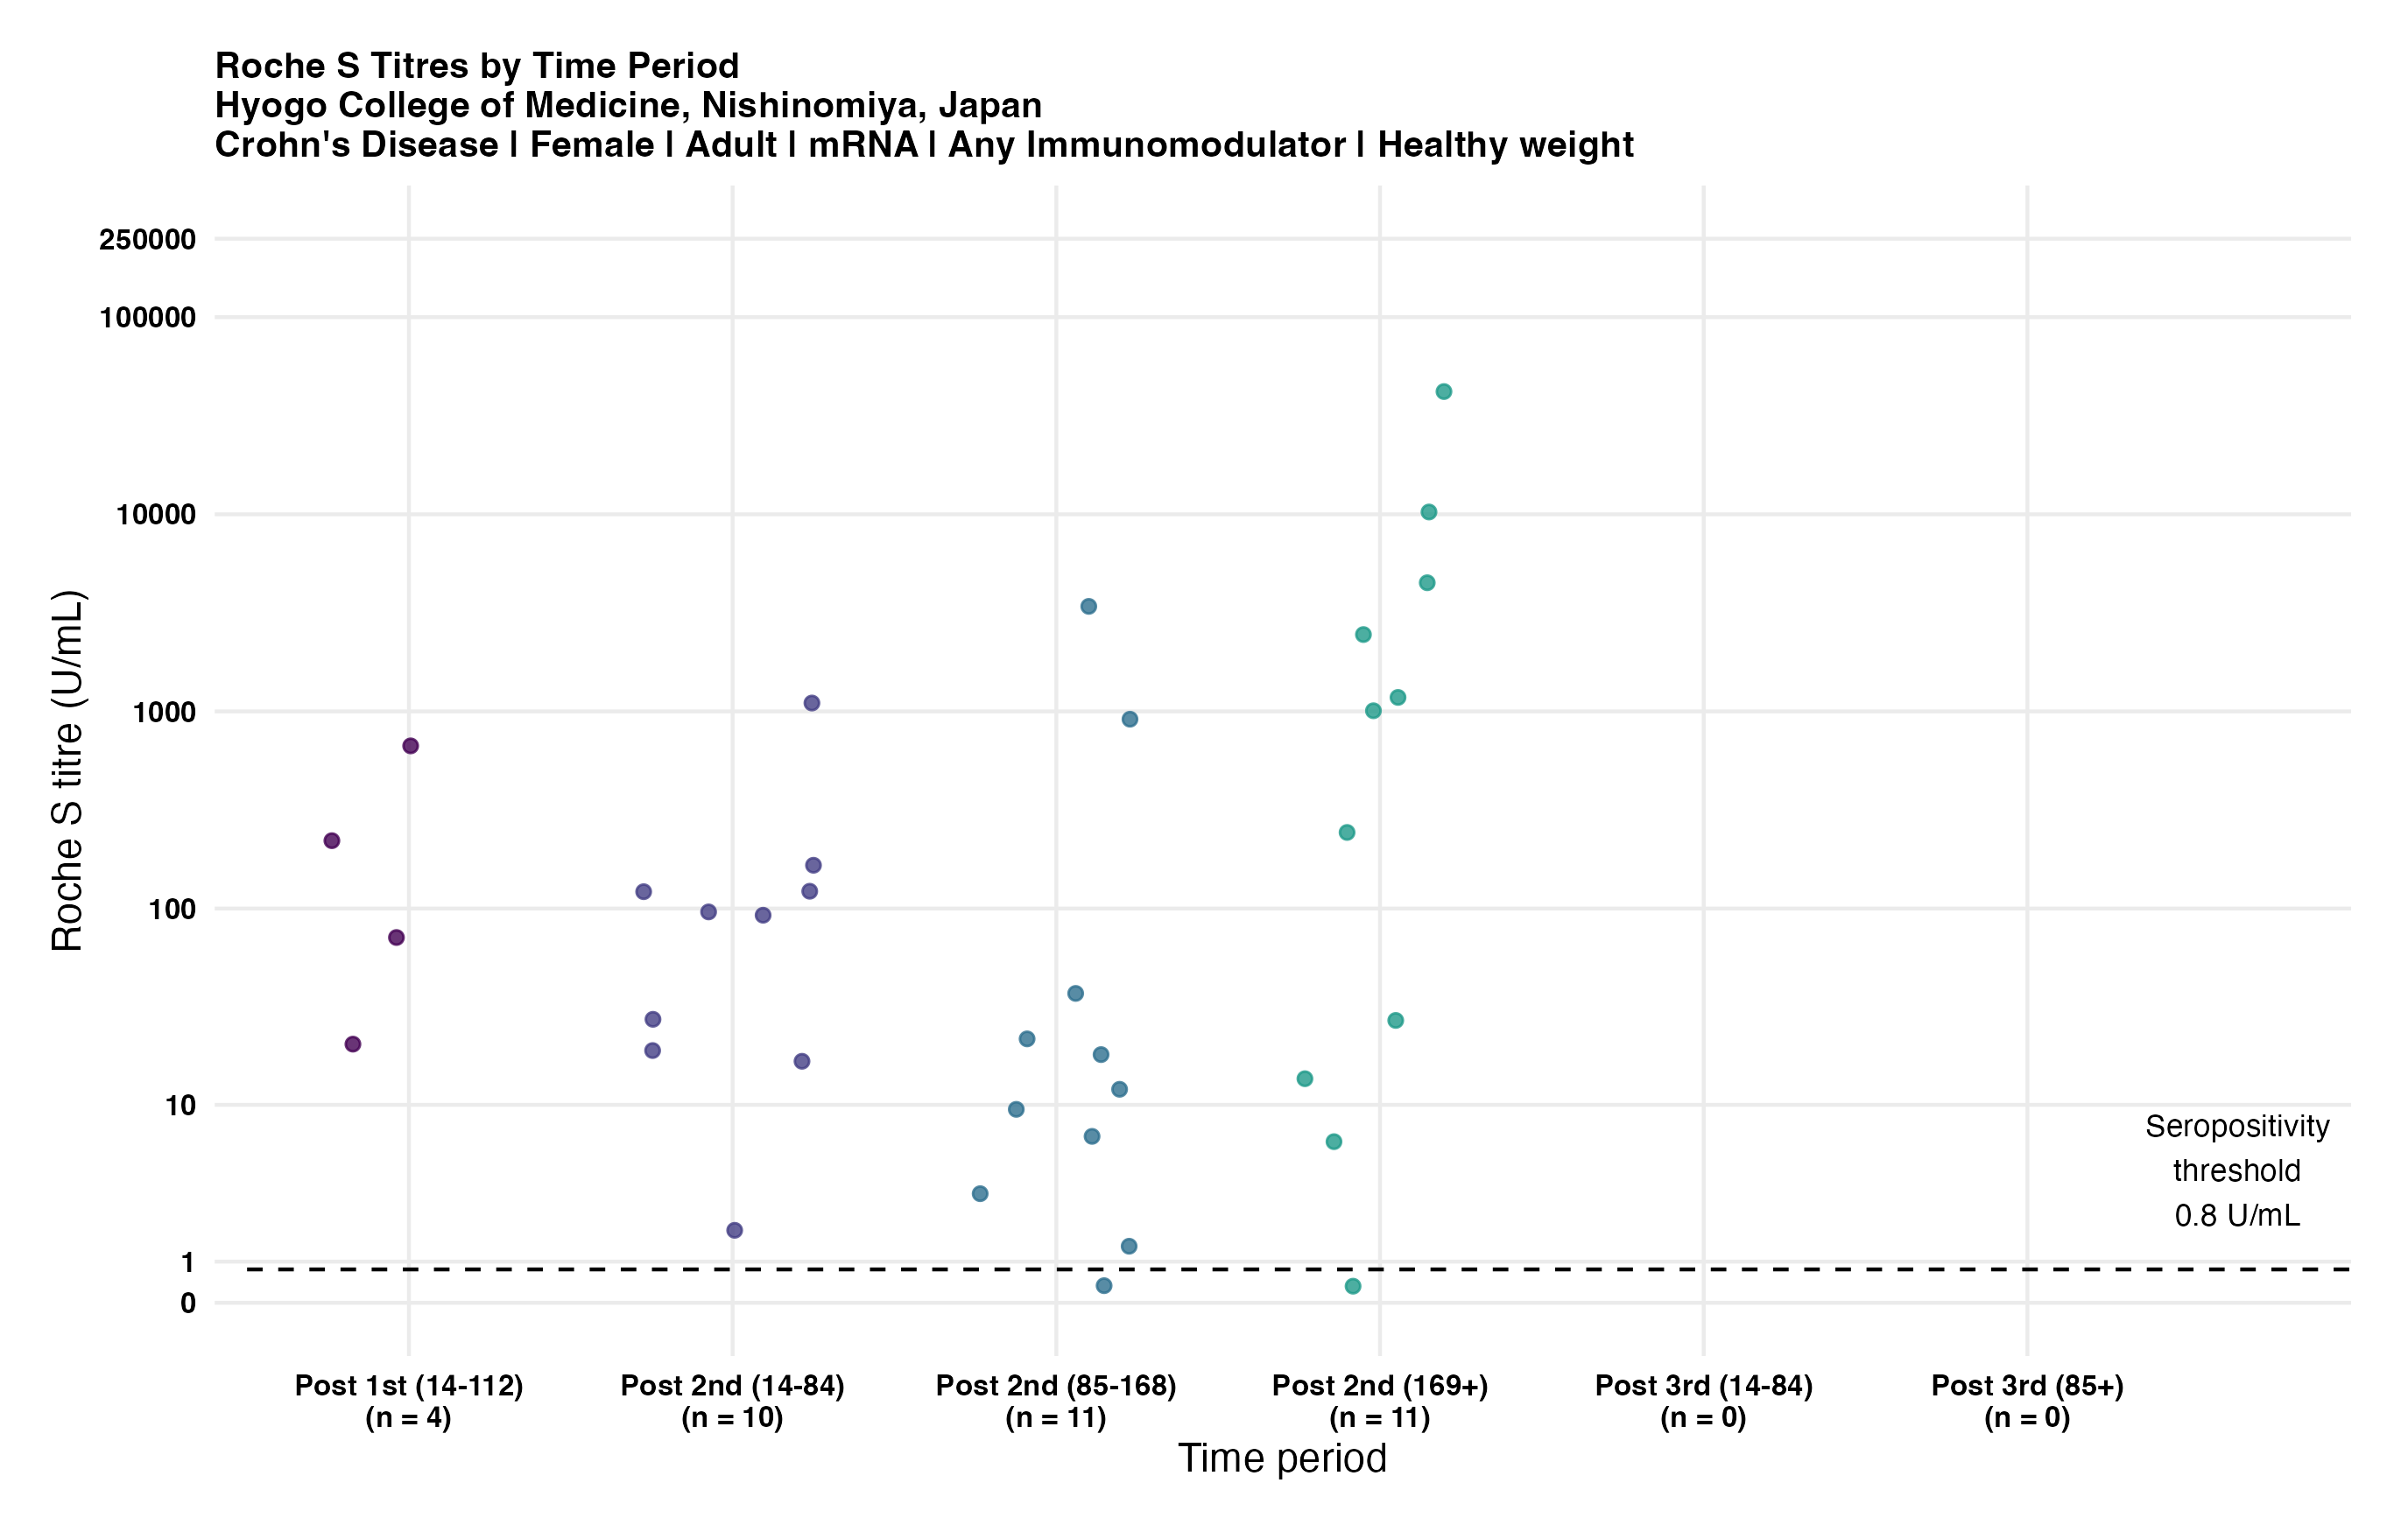 Roche S Titres by Time Period
Hyogo College of Medicine, Nishinomiya, Japan
Crohn's Disease | Female | Adult | mRNA | Any Immunomodulator | Healthy weight
Roche S titre (U/mL)
250000
100000
10000
1000
100
10
1
0
Seropositivity
threshold
0.8 U/mL
Post 1st (14-112)
(n = 4)
Post 2nd (14-84)
(n = 10)
Post 2nd (85-168)
(n = 11)
Post 2nd (169+)
(n = 11)
Post 3rd (14-84)
(n = 0)
Post 3rd (85+)
(n = 0)
Time period